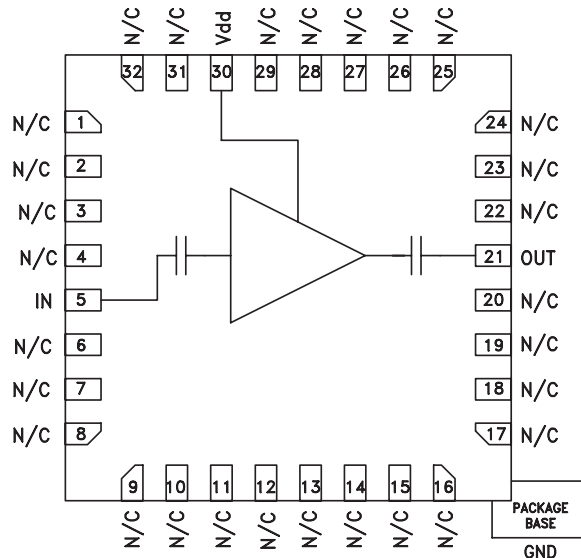 N/C N/C Vdd N/C N/C N/C N/C N/C
32 31 30 29 28 27 26 25
N/C 1
N/C 2
N/C 3
N/C 4
IN 5
N/C 6
N/C 7
N/C 8
24 N/C
23 N/C
22 N/C
21 OUT
20 N/C
19 N/C
18 N/C
17 N/C
9 10 11 12 13 14 15 16
N/C N/C N/C N/C N/C N/C N/C N/C
PACKAGE
BASE
GND